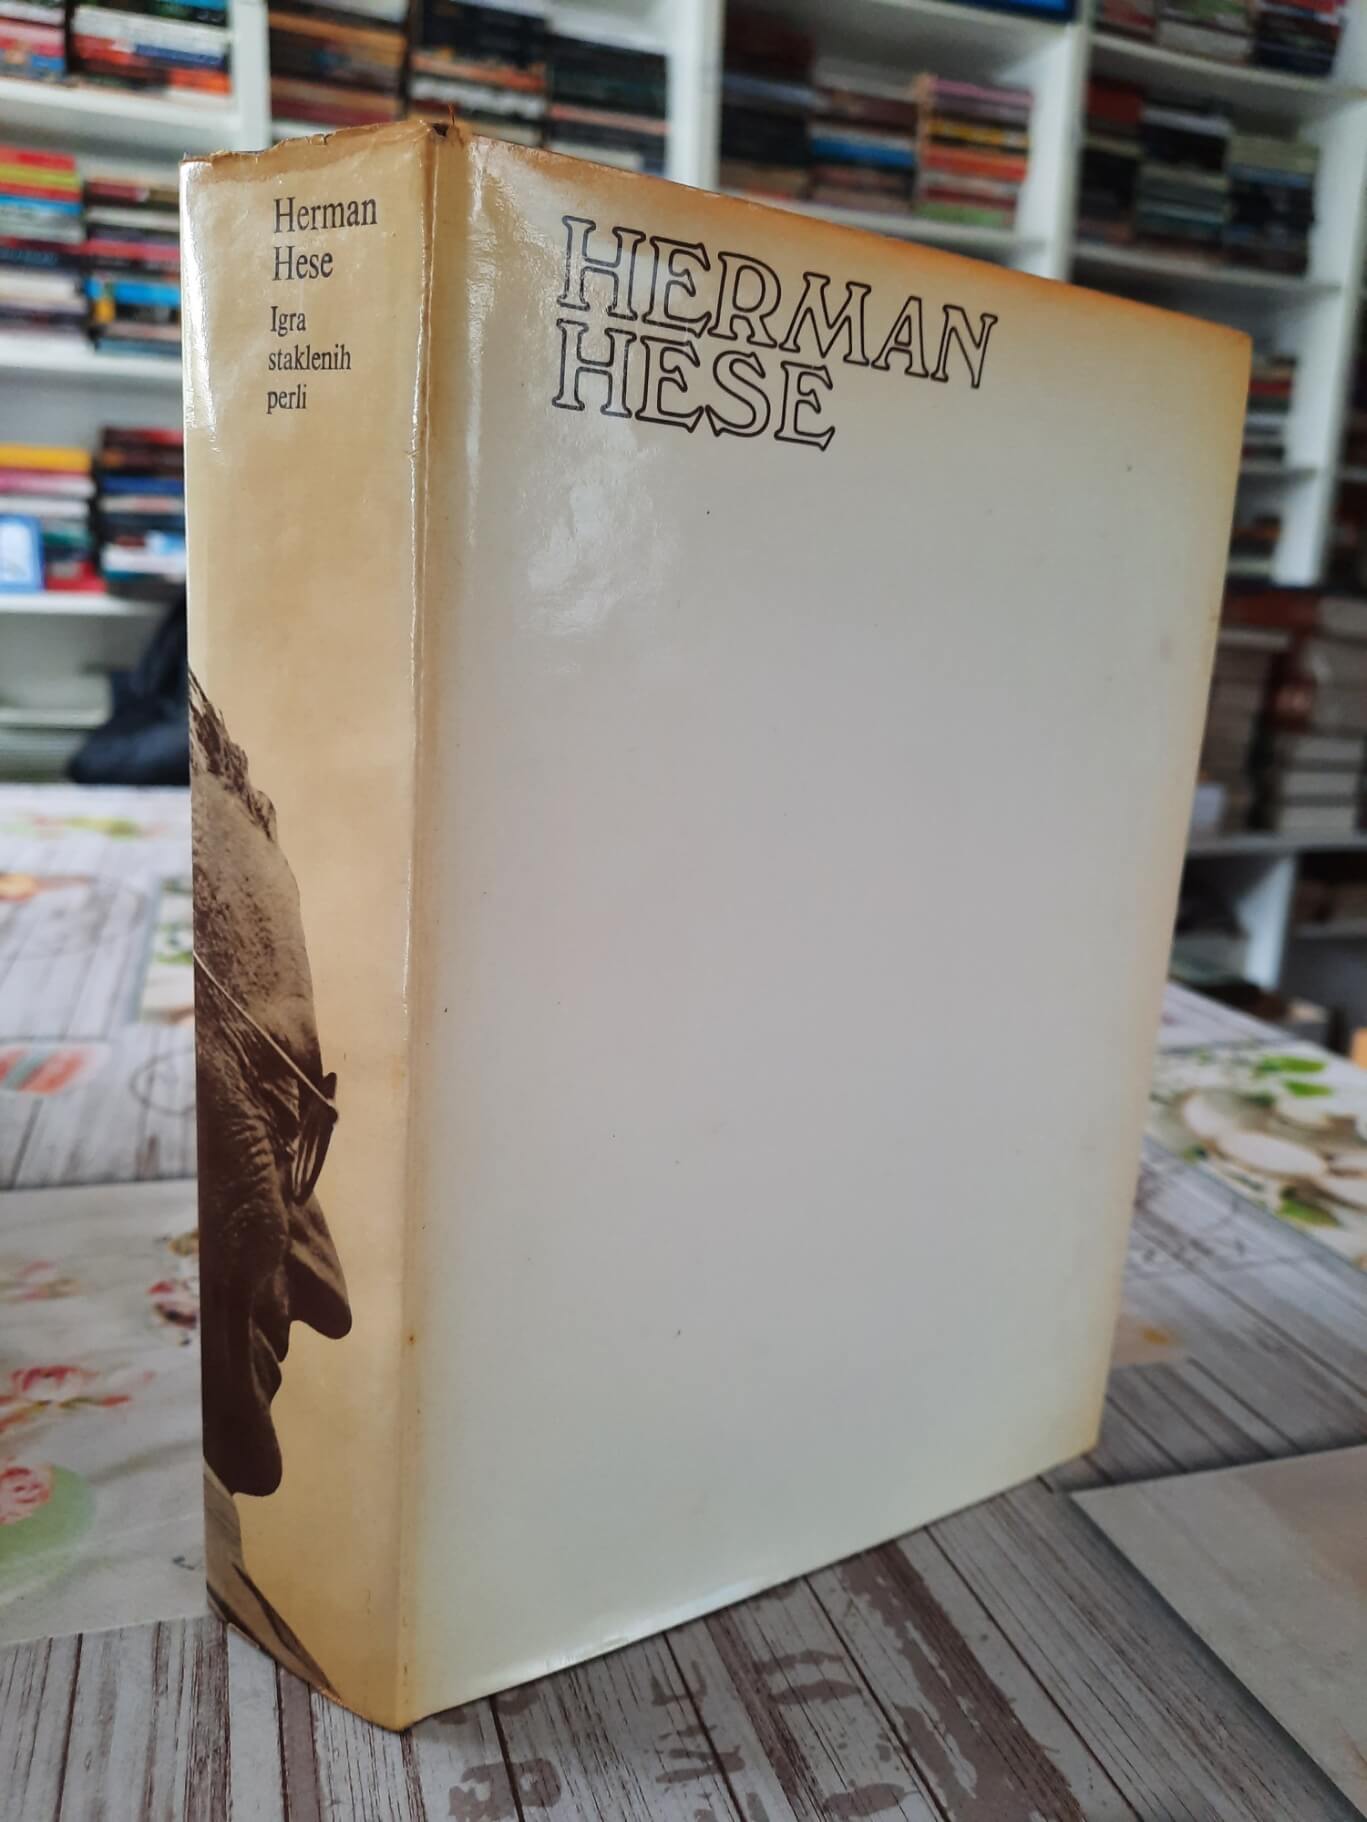 Herman
Hese
Igra
staklenih
perli
HERMAN
HESE